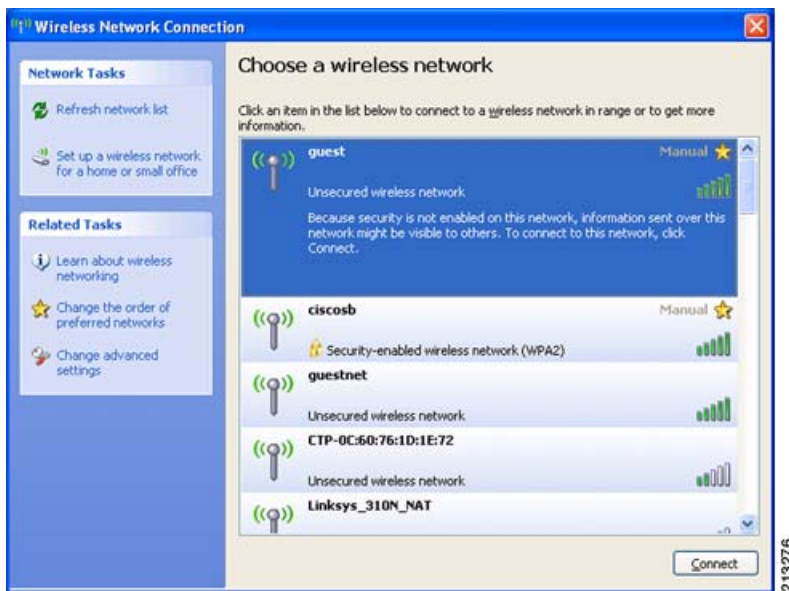 Wireless Network Connection
Network Tasks
Refresh network list
Set up a wireless network
for a home or small office
Related Tasks
Learn about wireless
networking
Change the order of
preferred networks
Change advanced
settings
Choose a wireless network
Click an item in the list below to connect to a wireless network in range or to get more
information.
guest
Manual
Unsecured wireless network
Because security is not enabled on this network, information sent over this
network might be visible to others. To connect to this network, click
Connect.
ciscosb
Manual
Security-enabled wireless network (WPA2)
guestnet
Unsecured wireless network
CTP-0C:60:76:1D:1E:72
Unsecured wireless network
Linksys_310N_NAT
Connect
213276